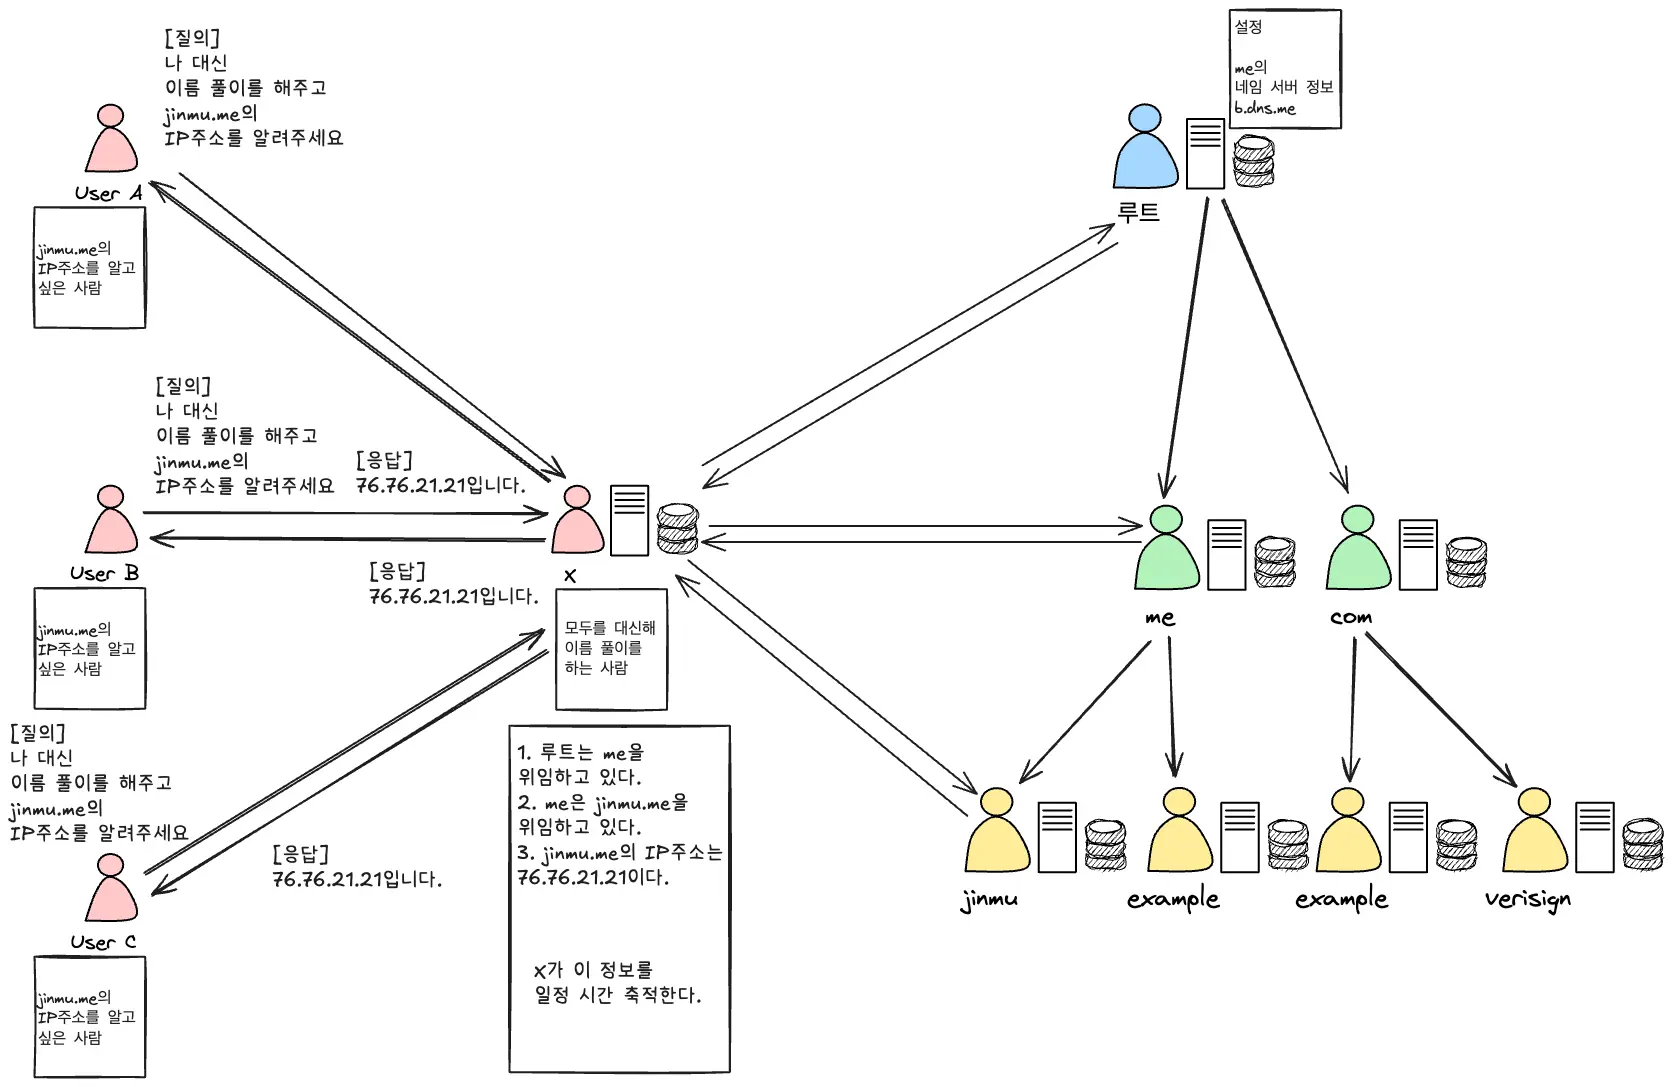 [질의]
나 대신
이름 풀이를 해주고
jinmu.me의
IP주소를 알려주세요
User A
jinmu.me의
IP주소를 알고
싶은 사람
[질의]
나 대신
이름 풀이를 해주고
jinmu.me의
IP주소를 알려주세요
[응답]
76.76.21.21입니다.
User B
jinmu.me의
IP주소를 알고
싶은 사람
[응답]
76.76.21.21입니다.
[질의]
나 대신
이름 풀이를 해주고
jinmu.me의
IP주소를 알려주세요
[응답]
76.76.21.21입니다.
User C
jinmu.me의
IP주소를 알고
싶은 사람
x
모두를 대신해
이름 풀이를
하는 사람
1. 루트는 me을
위임하고 있다.
2. me은 jinmu.me을
위임하고 있다.
3. jinmu.me의 IP주소는
76.76.21.21이다.
X가 이 정보를
일정 시간 축적한다.
설정
me의
네임 서버 정보
b.dns.me
루트
me
com
jinmu
example
example
verisign